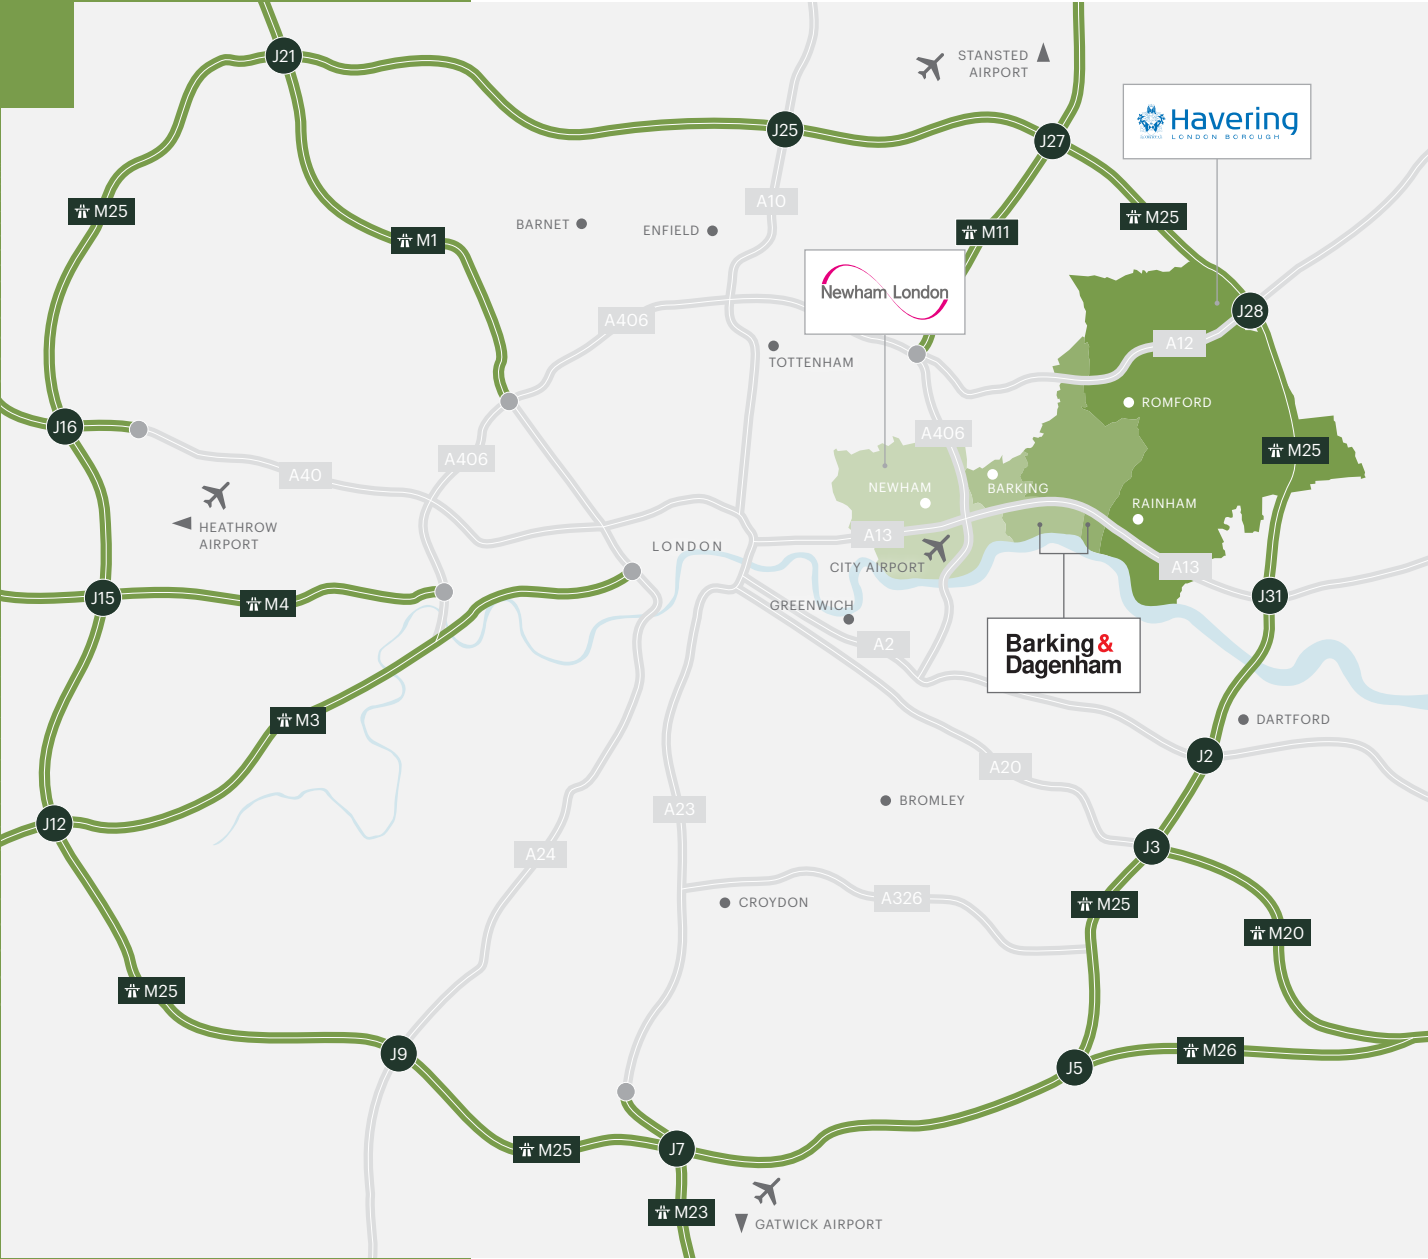 J21
STANSTED
AIRPORT
J25
J27
Havering
LONDON BOROUGH
M25
A10
M25
BARNET
ENFIELD
M11
M1
Newham London
J28
A406
A12
TOTTENHAM
ROMFORD
J16
A406
M25
A406
A40
BARKING
NEWHAM
RAINHAM
HEATHROW
AIRPORT
A13
LONDON
CITY AIRPORT
A13
J15
M4
J31
GREENWICH
A2
Barking&
Dagenham
M3
DARTFORD
J2
A20
BROMLEY
A23
J12
J3
A24
A326
CROYDON
M25
M20
M25
J9
M26
J5
M25
J7
M23
GATWICK AIRPORT